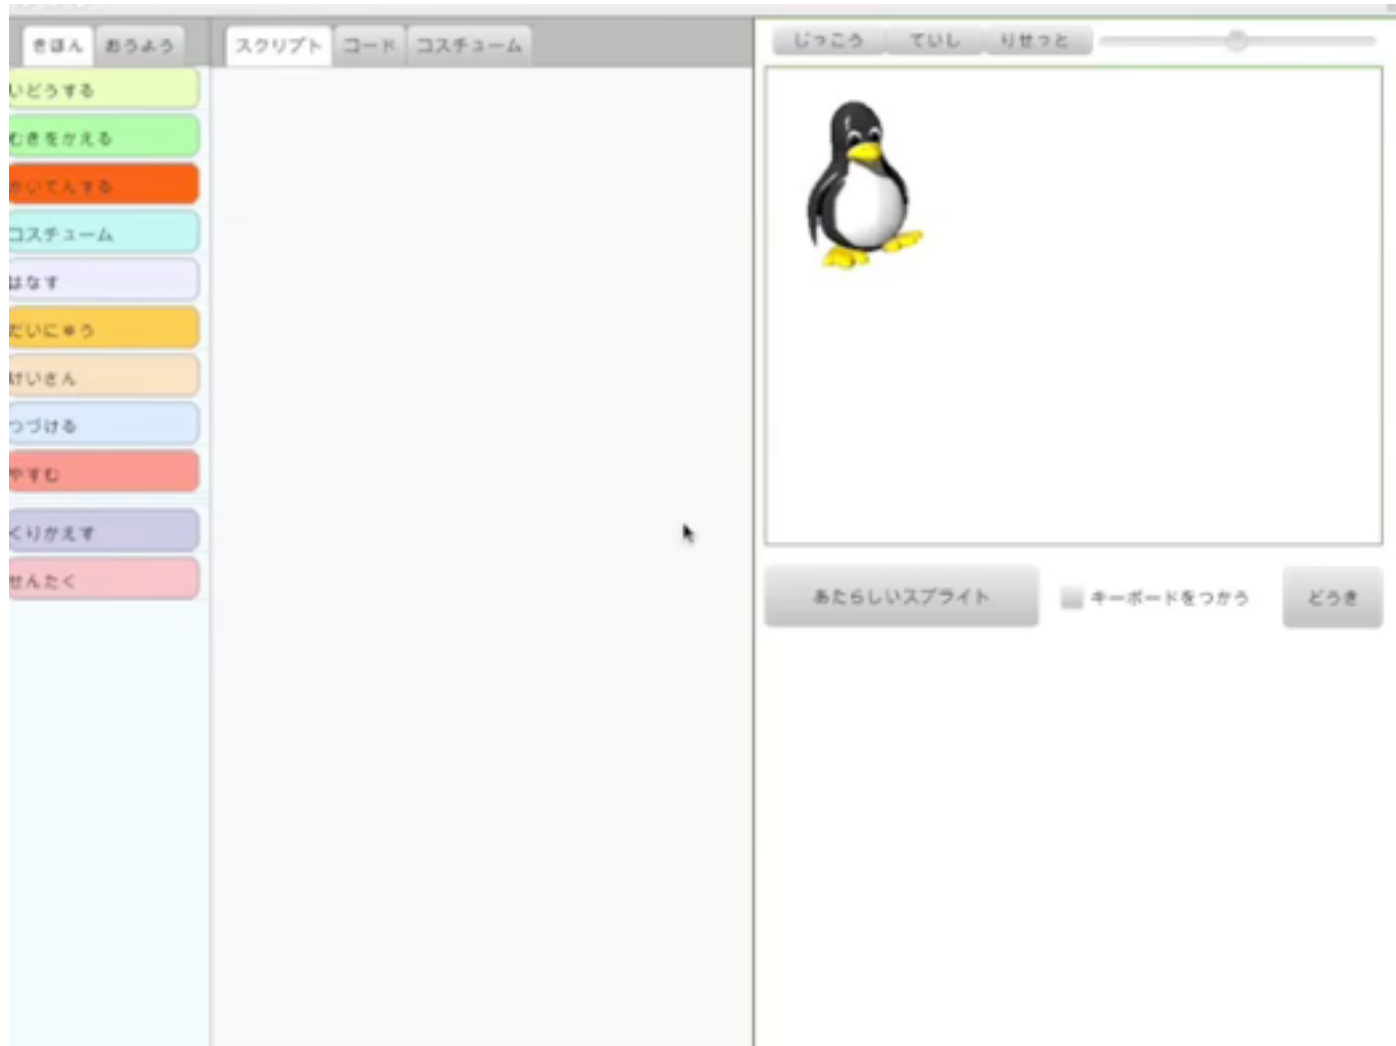 きほん おうよう スクリプト コード コスチューム じっこう ていし りせっと
いどうする
むきをかえる
かいてんする
コスチューム
はなす
だいにゅう
けいさん
つづける
やすむ
くりかえす
せんたく
あたらしいスプライト キーボードをつかう どうき